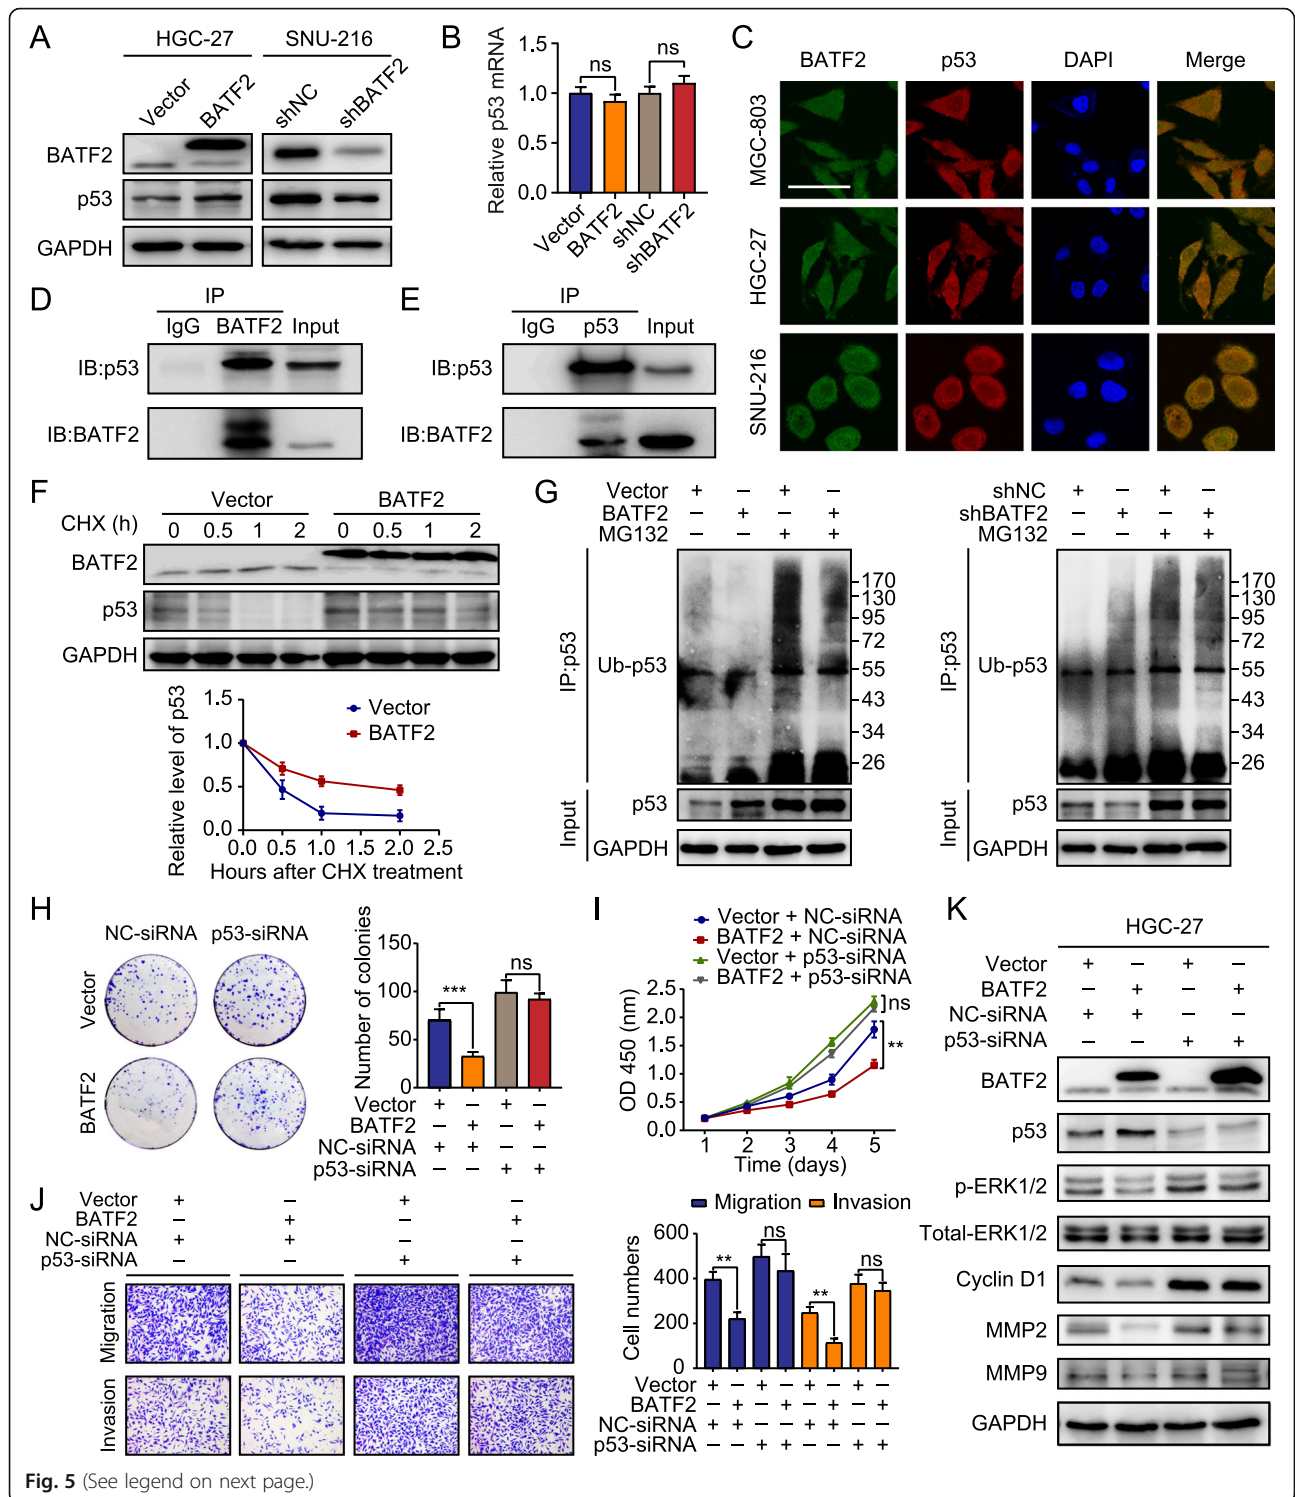 A
HGC-27 SNU-216
Vector BATF2 shNC shBATF2
BATF2
p53
GAPDH
B
Relative p53 mRNA
1.5
1.0
0.5
0.0
ns ns
Vector BATF2 shNC shBATF2
C
BATF2 p53 DAPI Merge
MGC-803
HGC-27
SNU-216
D
IP
IgG BATF2 Input
IB:p53
IB:BATF2
E
IP
IgG p53 Input
IB:p53
IB:BATF2
F
Vector BATF2
CHX (h) 0 0.5 1 2 0 0.5 1 2
BATF2
p53
GAPDH
Relative level of p53
1.5
1.0
0.5
0.0
Vector
BATF2
0.0 0.5 1.0 1.5 2.0 2.5
Hours after CHX treatment
G
Vector + − + −
BATF2 − + − +
MG132 − − + +
IP:p53
Ub-p53
170
130
95
72
55
43
34
26
Input
p53
GAPDH
shNC + − + −
shBATF2 − + − +
MG132 − − + +
IP:p53
Ub-p53
170
130
95
72
55
43
34
26
Input
p53
GAPDH
H
NC-siRNA p53-siRNA
Vector
BATF2
Number of colonies
150
100
50
0
*** ns
Vector + − + −
BATF2 − + − +
NC-siRNA + + − −
p53-siRNA − − + +
I
Vector + NC-siRNA
BATF2 + NC-siRNA
Vector + p53-siRNA
BATF2 + p53-siRNA
OD 450 (nm)
2.5
2.0
1.5
1.0
0.5
0.0
ns
**
1 2 3 4 5
Time (days)
J
Vector + − + −
BATF2 − + − +
NC-siRNA + + − −
p53-siRNA − − + +
Migration
Invasion
Migration Invasion
Cell numbers
600
400
200
0
** ns ** ns
Vector + − + − + − + −
BATF2 − + − + − + − +
NC-siRNA + + − − + + − −
p53-siRNA − − + + − − + +
K
HGC-27
Vector + − + −
BATF2 − + − +
NC-siRNA + + − −
p53-siRNA − − + +
BATF2
p53
p-ERK1/2
Total-ERK1/2
Cyclin D1
MMP2
MMP9
GAPDH
Fig. 5 (See legend on next page.)